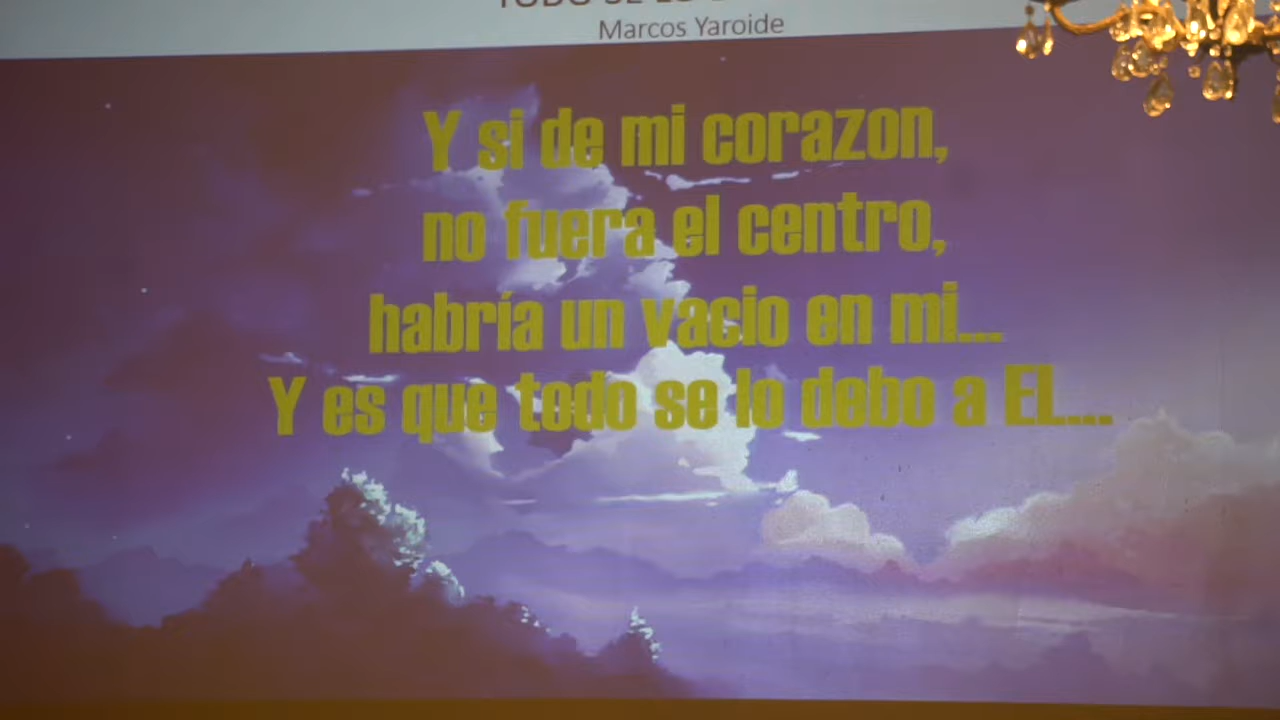 Marcos Yaroide
Y si de mi corazon,
no fuera el centro,
habría un vacio en mi...
Y es que todo se lo debo a EL...